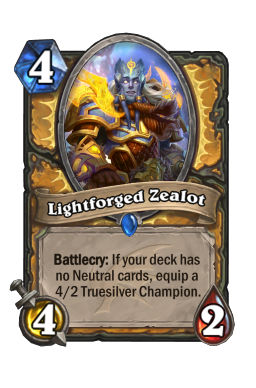 4
Lightforged Zealot
Battlecry: If your deck has
no Neutral cards, equip a
4/2 Truesilver Champion.
4 2